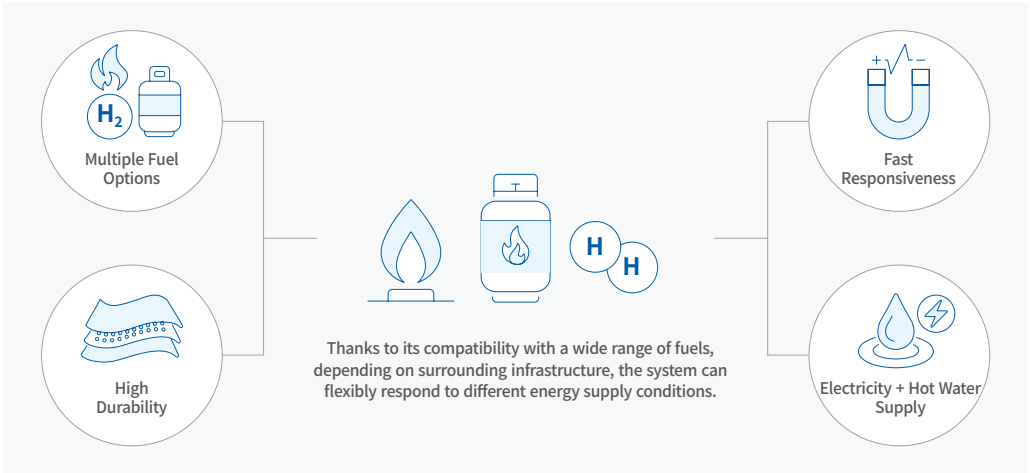 H₂
Multiple Fuel
Options
+ −
Fast
Responsiveness
T
H
H
High
Durability
Thanks to its compatibility with a wide range of fuels,
depending on surrounding infrastructure, the system can
flexibly respond to different energy supply conditions.
Electricity + Hot Water
Supply